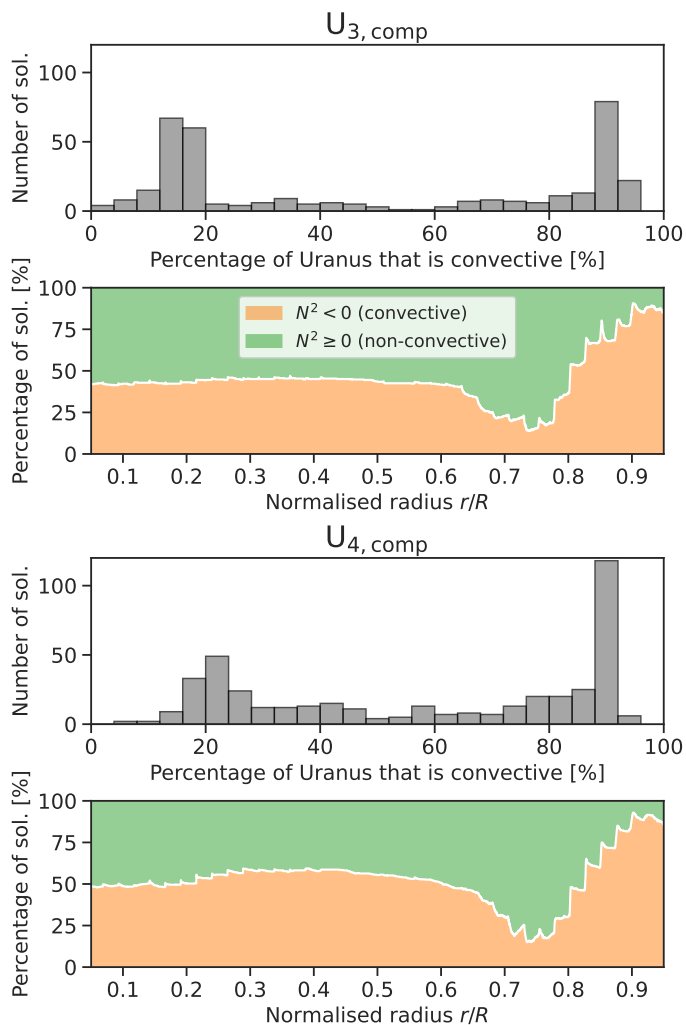 U3, comp
Number of sol.
100
50
0
0 20 40 60 80 100
Percentage of Uranus that is convective [%]
Percentage of sol. [%]
100
75
50
25
0
N² < 0 (convective)
N² ≥ 0 (non-convective)
0.1 0.2 0.3 0.4 0.5 0.6 0.7 0.8 0.9
Normalised radius r/R
U4, comp
Number of sol.
100
50
0
0 20 40 60 80 100
Percentage of Uranus that is convective [%]
Percentage of sol. [%]
100
75
50
25
0
0.1 0.2 0.3 0.4 0.5 0.6 0.7 0.8 0.9
Normalised radius r/R